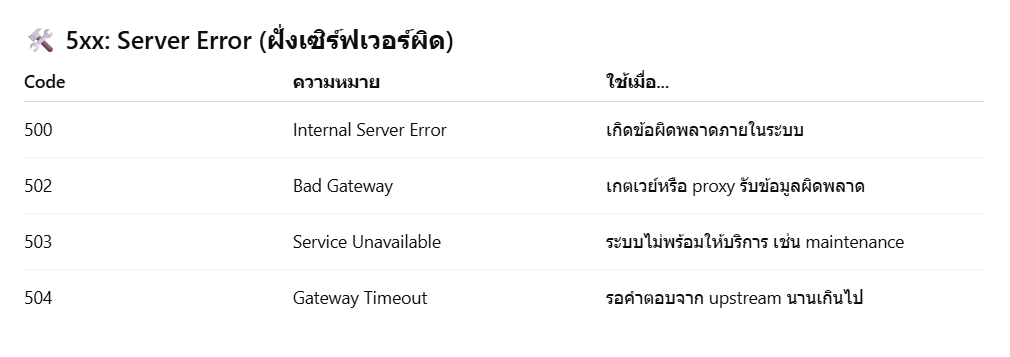 🛠️ 5xx: Server Error (ฝั่งเซิร์ฟเวอร์ผิด)
Code ความหมาย ใช้เมื่อ...
500 Internal Server Error เกิดข้อผิดพลาดภายในระบบ
502 Bad Gateway เกตเวย์หรือ proxy รับข้อมูลผิดพลาด
503 Service Unavailable ระบบไม่พร้อมให้บริการ เช่น maintenance
504 Gateway Timeout รอคำตอบจาก upstream นานเกินไป